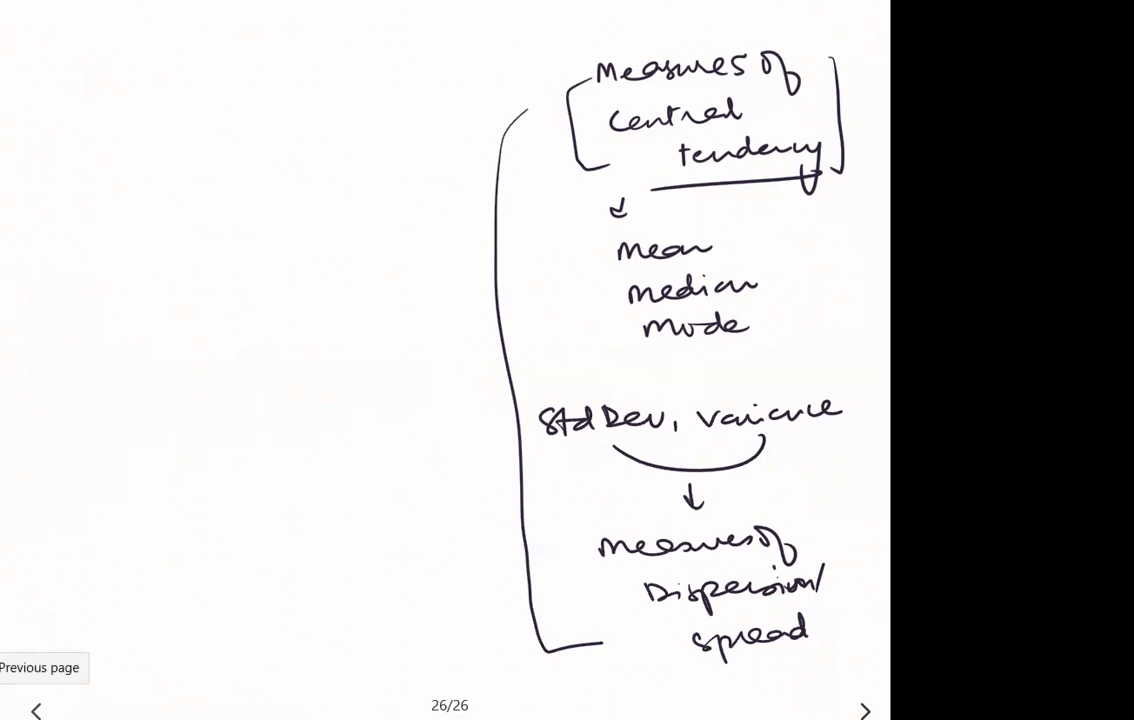 Measures of
Central
tendency
Mean
Median
Mode
Std Dev, Variance
Measures of
Dispersion/
spread
Previous page
26/26